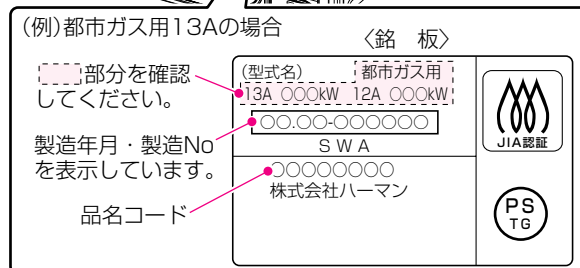 (例)都市ガス用13Aの場合
〈銘 板〉
部分を確認
してください。
(型式名)
都市ガス用
13A ○○○kW 12A ○○○kW
○○.○○-○○○○○○
SWA
製造年月・製造No
を表示しています。
○○○○○○○○
株式会社ハーマン
品名コード
JIA認証
PS
TG